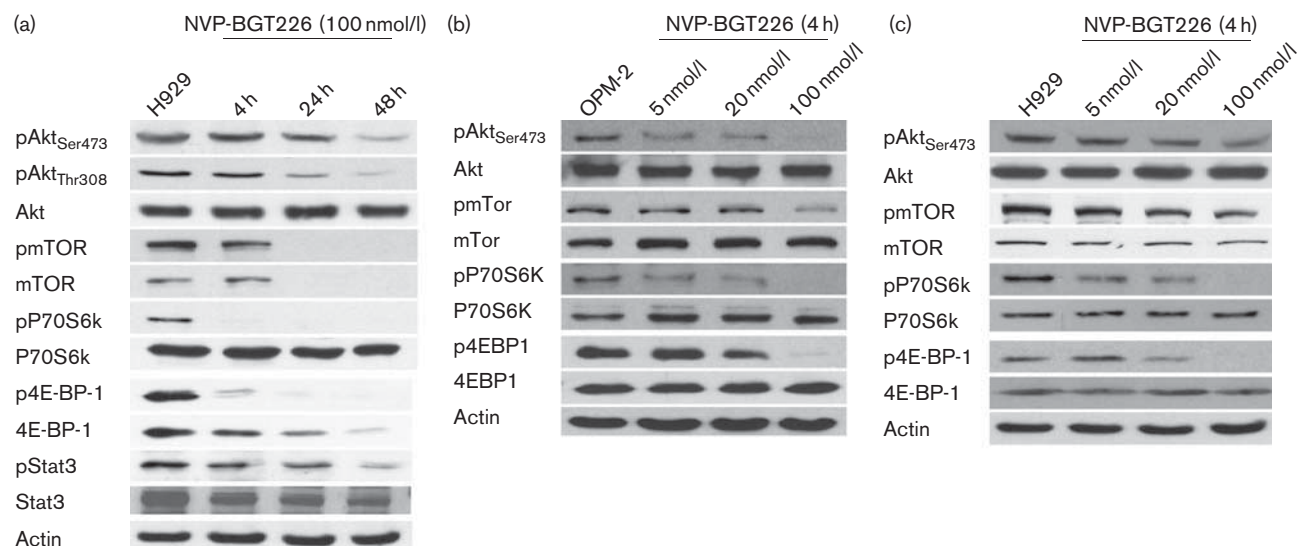 (a)
NVP-BGT226 (100 nmol/l)
H929
4 h
24 h
48 h
pAktSer473
pAktThr308
Akt
pmTOR
mTOR
pP70S6k
P70S6k
p4E-BP-1
4E-BP-1
pStat3
Stat3
Actin
(b)
NVP-BGT226 (4 h)
OPM-2
5 nmol/l
20 nmol/l
100 nmol/l
pAktSer473
Akt
pmTor
mTor
pP70S6K
P70S6K
p4EBP1
4EBP1
Actin
(c)
NVP-BGT226 (4 h)
H929
5 nmol/l
20 nmol/l
100 nmol/l
pAktSer473
Akt
pmTOR
mTOR
pP70S6k
P70S6k
p4E-BP-1
4E-BP-1
Actin